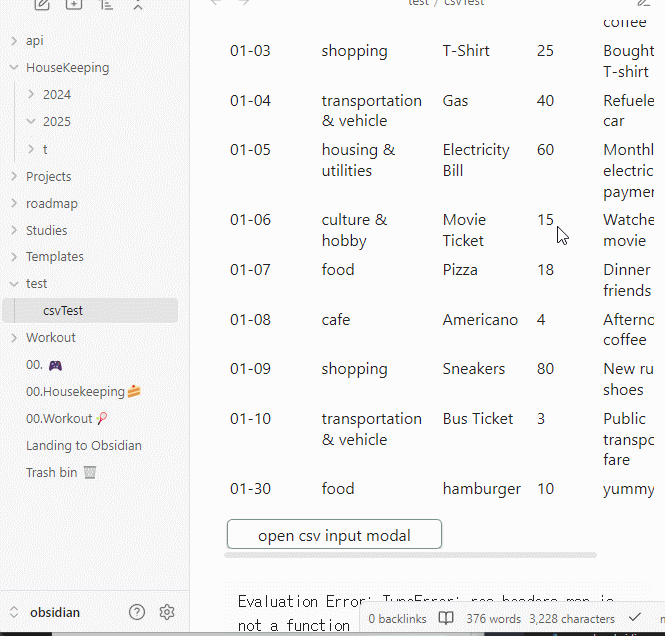 test / csvTest
api
HouseKeeping
2024
2025
t
Projects
roadmap
Studies
Templates
test
csvTest
Workout
00. 🎮
00.Housekeeping🍰
00.Workout🏓
Landing to Obsidian
Trash bin 🗑️
obsidian
coffee
01-03 shopping T-Shirt 25 Bought
T-shirt
01-04 transportation Gas 40 Refuele
& vehicle car
01-05 housing & Electricity 60 Monthl
utilities Bill electric
paymer
01-06 culture & Movie 15 Watche
hobby Ticket movie
01-07 food Pizza 18 Dinner
friends
01-08 cafe Americano 4 Afterno
coffee
01-09 shopping Sneakers 80 New ru
shoes
01-10 transportation Bus Ticket 3 Public
& vehicle transpo
fare
01-30 food hamburger 10 yummy
open csv input modal
Evaluation Error: TypeError: res.headers.map is
not a function
0 backlinks 376 words 3,228 characters